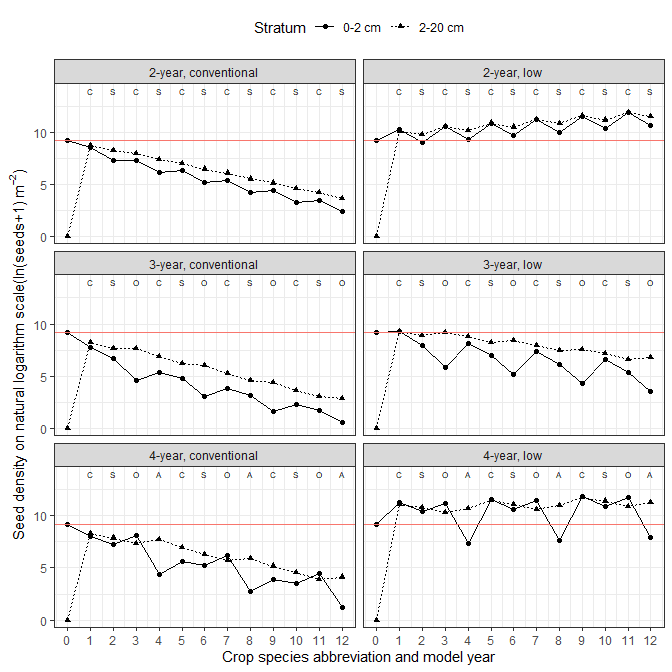 Stratum 0-2 cm 2-20 cm
2-year, conventional
2-year, low
C S C S C S C S C S C S
C S C S C S C S C S C S
10
5
0
3-year, conventional
3-year, low
C S O C S O C S O C S O
C S O C S O C S O C S O
10
5
0
4-year, conventional
4-year, low
C S O A C S O A C S O A
C S O A C S O A C S O A
10
5
0
0 1 2 3 4 5 6 7 8 9 10 11 12
0 1 2 3 4 5 6 7 8 9 10 11 12
Seed density on natural logarithm scale(ln(seeds+1) m⁻²)
Crop species abbreviation and model year